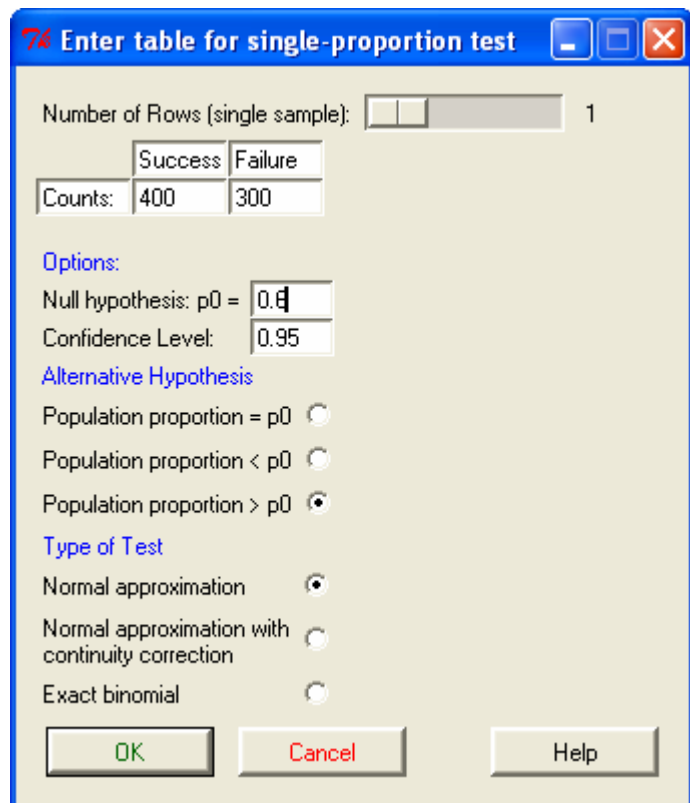 Enter table for single-proportion test
Number of Rows (single sample): 1
Success Failure
Counts: 400 300
Options:
Null hypothesis: p0 = 0.6
Confidence Level: 0.95
Alternative Hypothesis
Population proportion = p0
Population proportion < p0
Population proportion > p0
Type of Test
Normal approximation
Normal approximation with
continuity correction
Exact binomial
OK Cancel Help